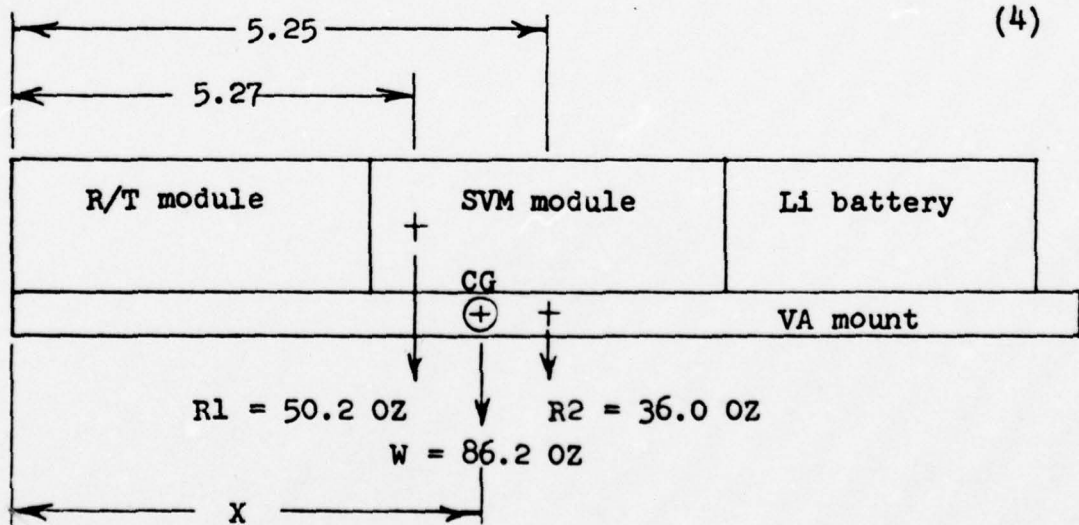 (4)
5.25
5.27
R/T module
SVM module
Li battery
CG
VA mount
R1 = 50.2 OZ
R2 = 36.0 OZ
W = 86.2 OZ
X